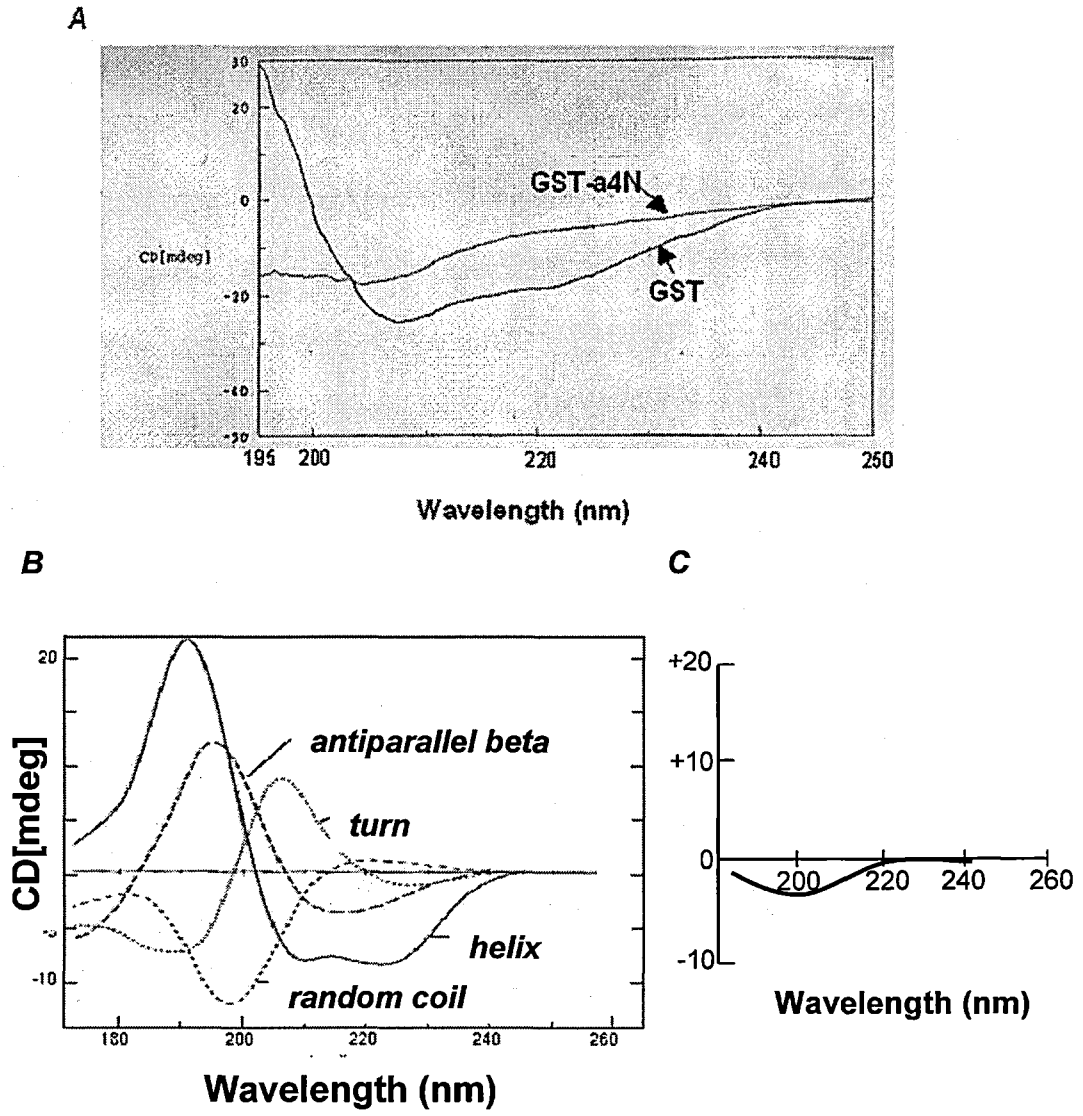 A
30
20
0
-20
-40
-50
CD[mdeg]
GST-a4N
GST
195 200 220 240 250
Wavelength (nm)
B
20
-10
CD[mdeg]
antiparallel beta
turn
helix
random coil
180 200 220 240 260
Wavelength (nm)
C
+20
+10
0
-10
200 220 240 260
Wavelength (nm)